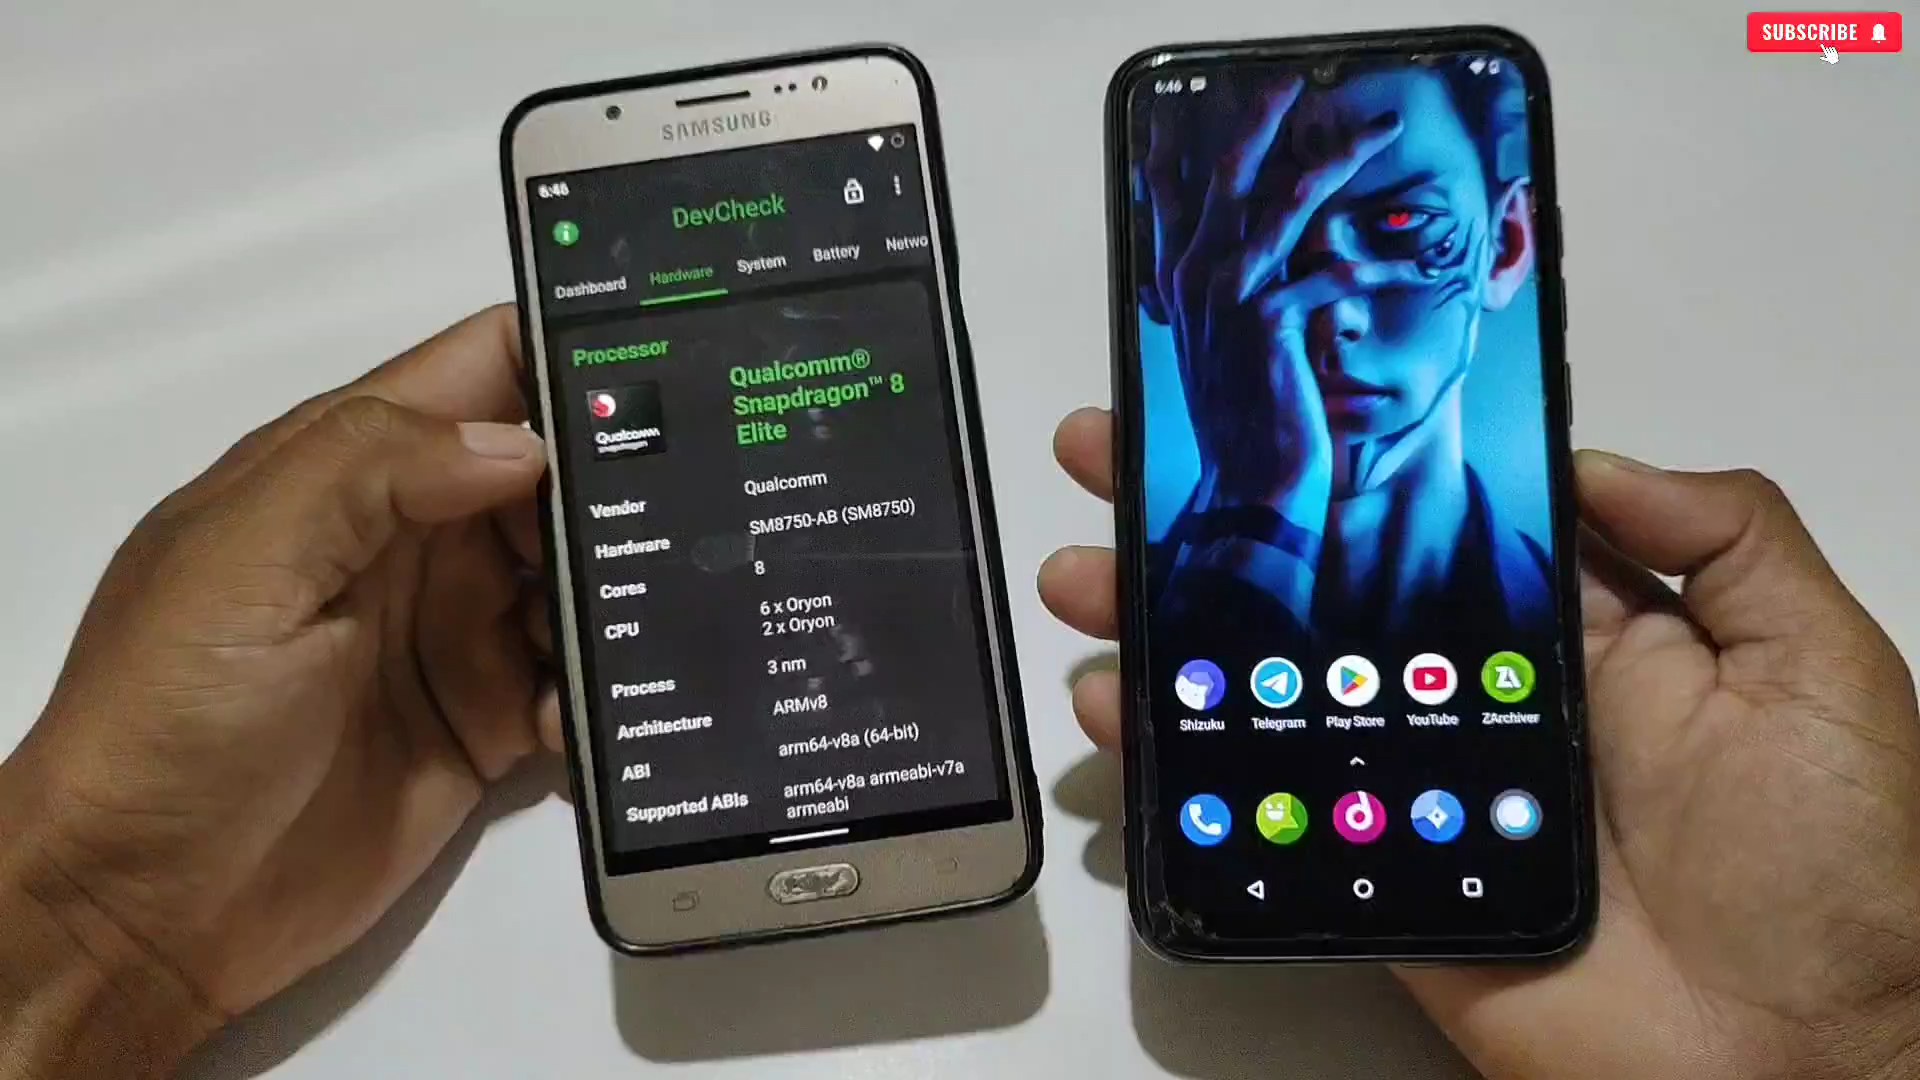 SUBSCRIBE
SAMSUNG
6:46
DevCheck
Dashboard Hardware System Battery Netwo
Processor
Qualcomm®
Snapdragon™ 8
Elite
Qualcomm
snapdragon
Vendor Qualcomm
Hardware SM8750-AB (SM8750)
Cores 8
CPU 6 x Oryon
2 x Oryon
Process 3 nm
Architecture ARMv8
ABI arm64-v8a (64-bit)
Supported ABIs arm64-v8a armeabi-v7a
armeabi
6:46
Shizuku Telegram Play Store YouTube ZArchiver